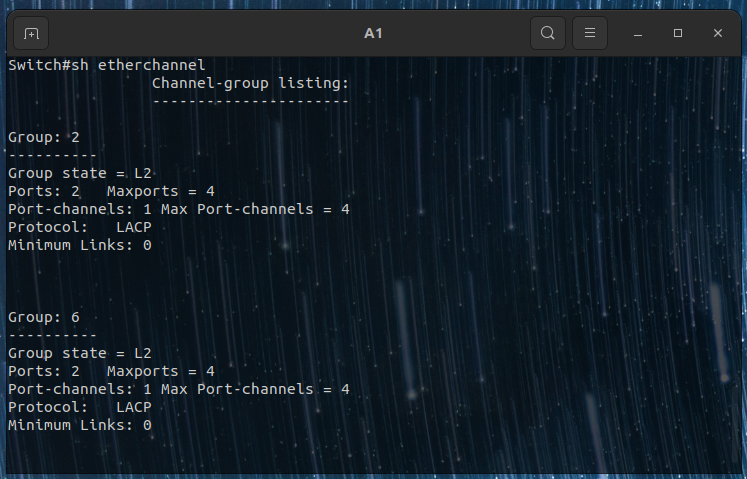 A1
Switch#sh etherchannel
                Channel-group listing:
                ----------------------

Group: 2
----------
Group state = L2
Ports: 2   Maxports = 4
Port-channels: 1 Max Port-channels = 4
Protocol:   LACP
Minimum Links: 0

Group: 6
----------
Group state = L2
Ports: 2   Maxports = 4
Port-channels: 1 Max Port-channels = 4
Protocol:   LACP
Minimum Links: 0